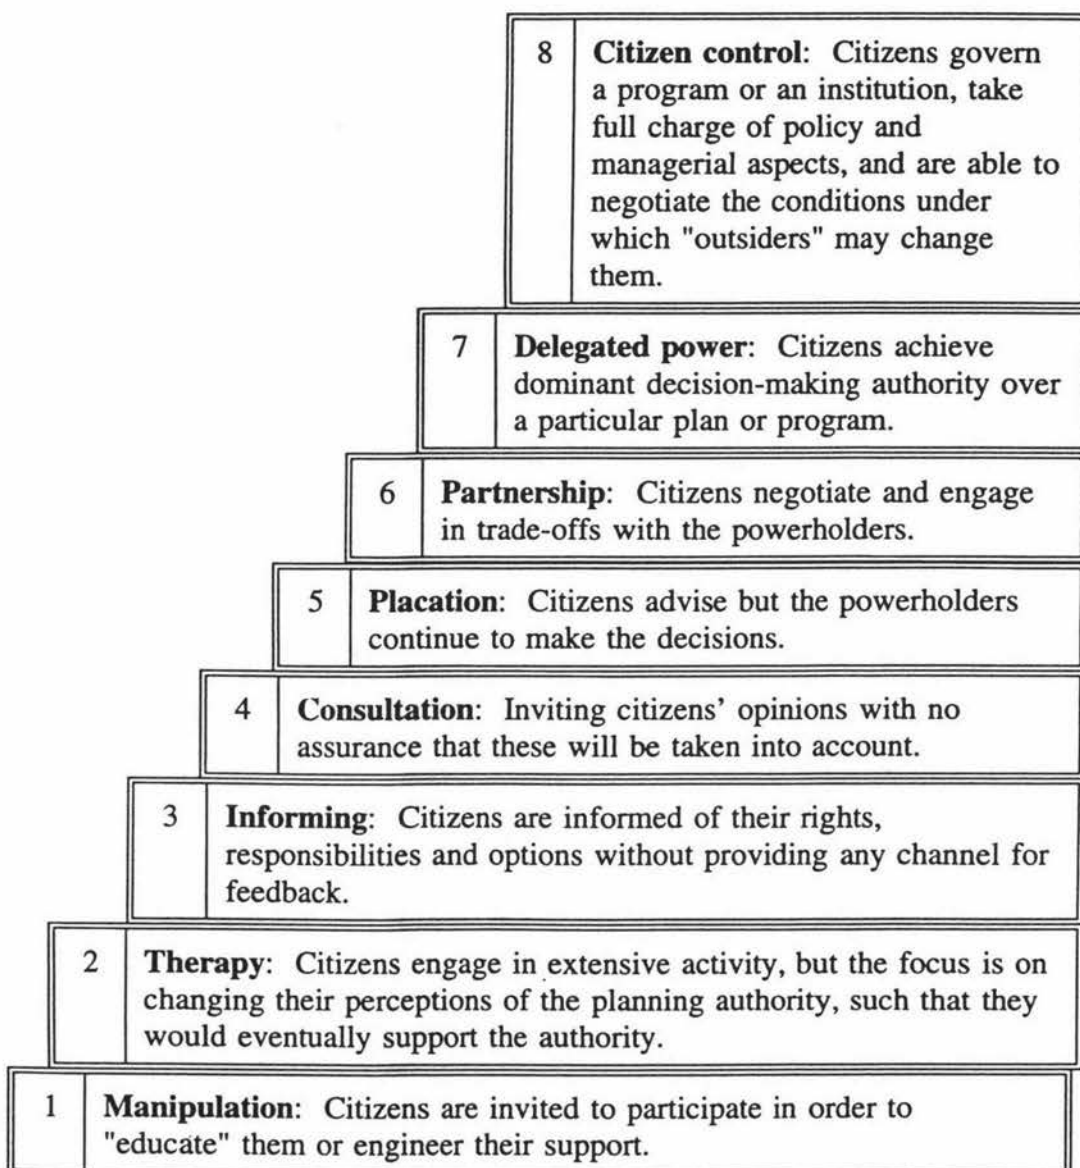 8 Citizen control: Citizens govern
a program or an institution, take
full charge of policy and
managerial aspects, and are able to
negotiate the conditions under
which "outsiders" may change
them.
7 Delegated power: Citizens achieve
dominant decision-making authority over
a particular plan or program.
6 Partnership: Citizens negotiate and engage
in trade-offs with the powerholders.
5 Placation: Citizens advise but the powerholders
continue to make the decisions.
4 Consultation: Inviting citizens' opinions with no
assurance that these will be taken into account.
3 Informing: Citizens are informed of their rights,
responsibilities and options without providing any channel for
feedback.
2 Therapy: Citizens engage in extensive activity, but the focus is on
changing their perceptions of the planning authority, such that they
would eventually support the authority.
1 Manipulation: Citizens are invited to participate in order to
"educate" them or engineer their support.